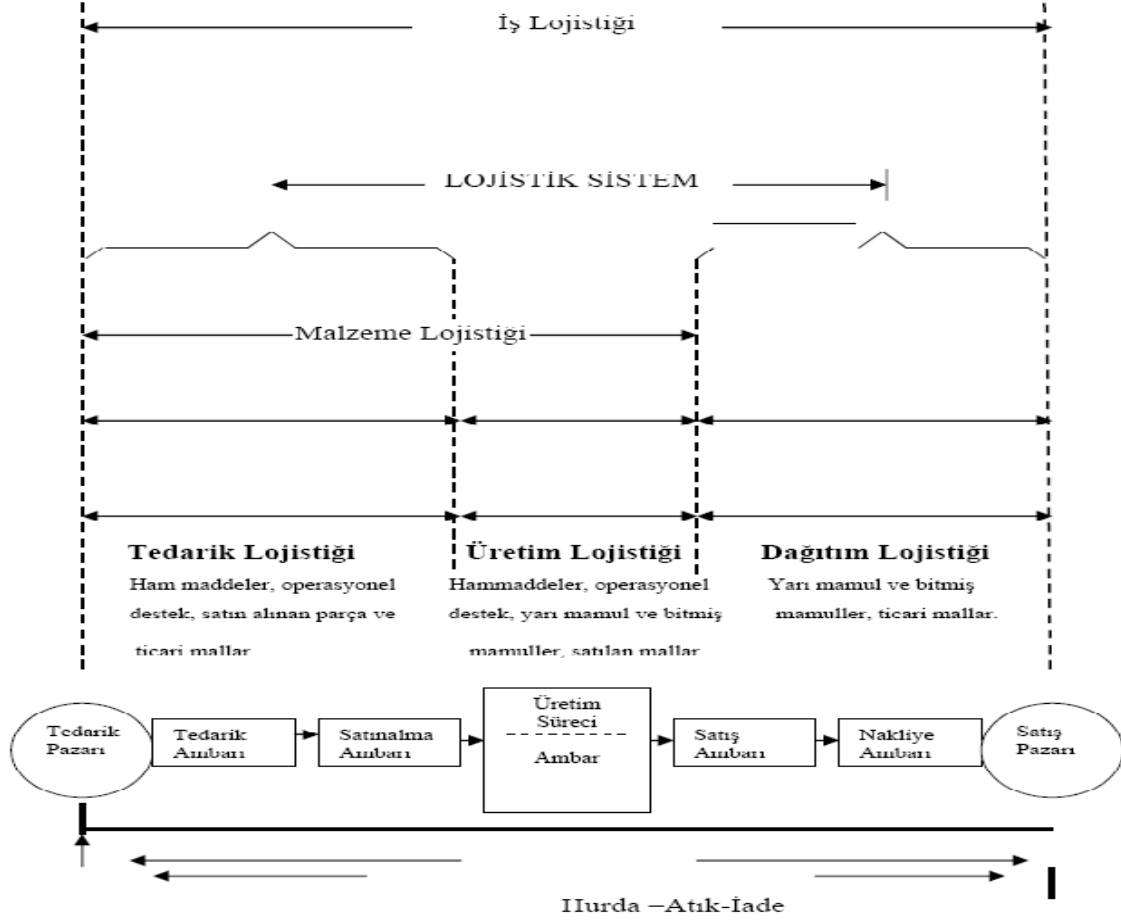 İş Lojistiği
LOJİSTİK SİSTEM
Malzeme Lojistiği
Tedarik Lojistiği
Ham maddeler, operasyonel
destek, satın alınan parça ve
ticari mallar
Üretim Lojistiği
Hammaddeler, operasyonel
destek, yarı mamul ve bitmiş
mamuller, satılan mallar
Dağıtım Lojistiği
Yarı mamul ve bitmiş
mamuller, ticari mallar.
Tedarik
Pazarı
Tedarik
Ambarı
Satınalma
Ambarı
Üretim
Süreci
Ambar
Satış
Ambarı
Nakliye
Ambarı
Satış
Pazarı
Hurda –Atık-İade